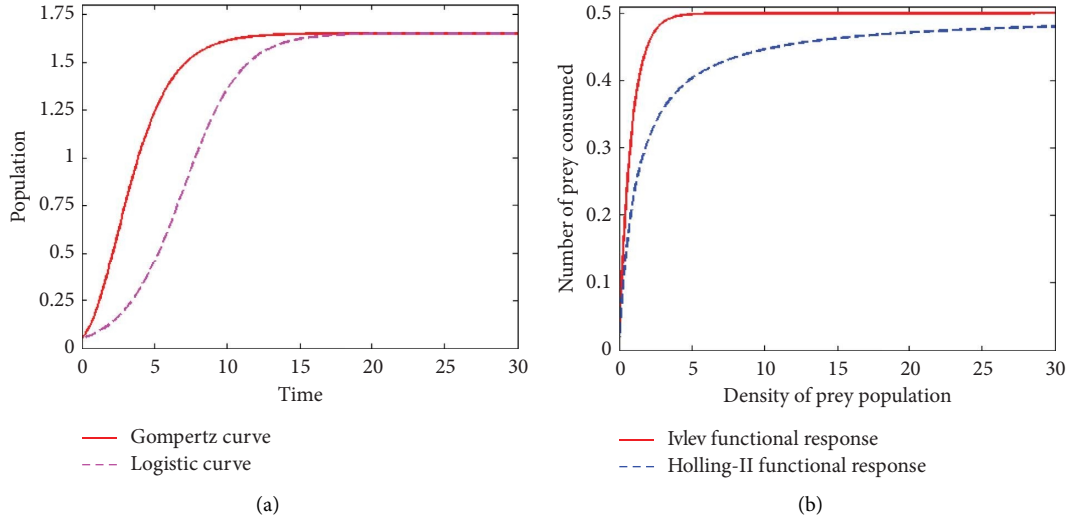 1.75
1.5
1.25
1
0.75
0.5
0.25
0
Population
0 5 10 15 20 25 30
Time
Gompertz curve
Logistic curve
(a)
0.5
0.4
0.3
0.2
0.1
0
Number of prey consumed
0 5 10 15 20 25 30
Density of prey population
Ivlev functional response
Holling-II functional response
(b)